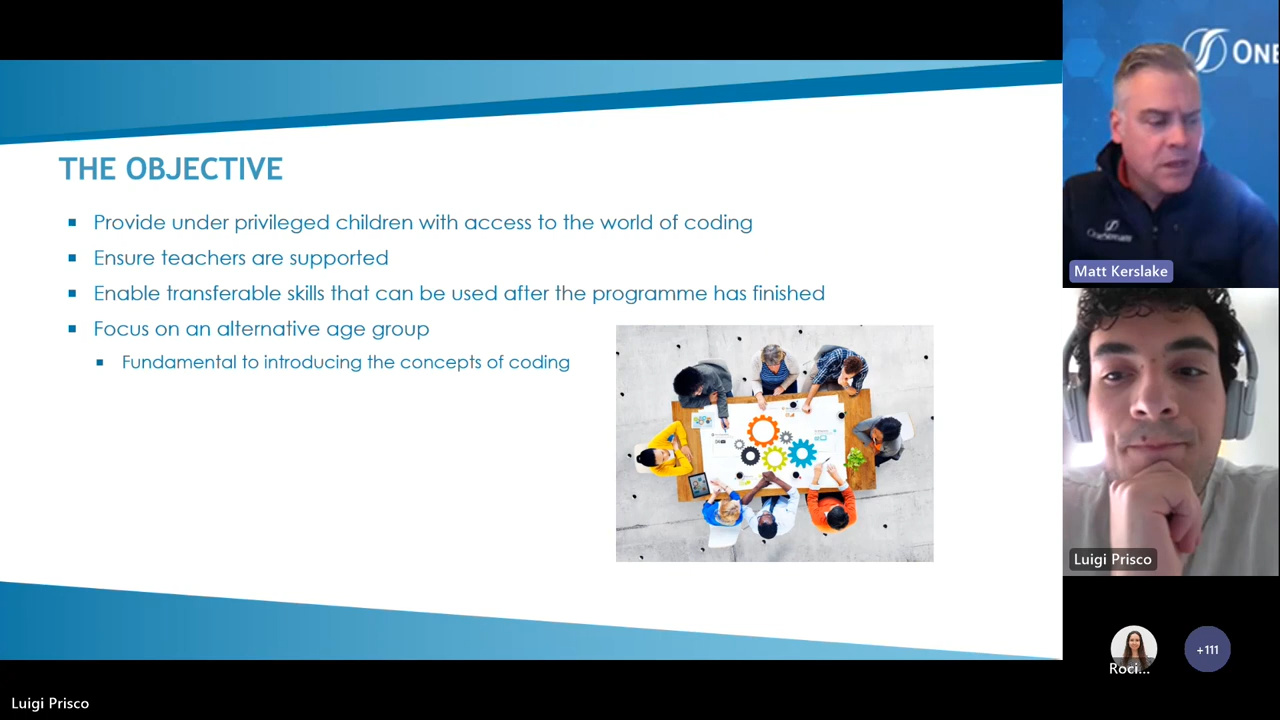 THE OBJECTIVE
Provide under privileged children with access to the world of coding
Ensure teachers are supported
Enable transferable skills that can be used after the programme has finished
Focus on an alternative age group
Fundamental to introducing the concepts of coding
ONE
Matt Kerslake
Luigi Prisco
Roci...
+111
Luigi Prisco